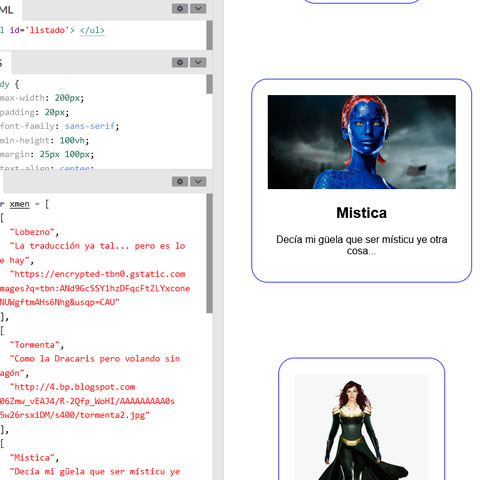 ML
l id='listado'> </ul>
S
dy {
max-width: 200px;
padding: 20px;
font-family: sans-serif;
min-height: 100vh;
margin: 25px 100px;
text-align: center;
r xmen = [
[
"Lobezno",
"La traducción ya tal... pero es lo
e hay",
"https://encrypted-tbn0.gstatic.com
mages?q=tbn:ANd9GcSSY1hzDFqcFtZLYxcone
NUWgftmAHs6Nhg&usqp=CAU"
],
[
"Tormenta",
"Como la Dracaris pero volando sin
agón",
"http://4.bp.blogspot.com
06Zmw_vEAJ4/R-2Qfp_WoHI/AAAAAAAAA0s
5w26rsxiDM/s400/tormenta2.jpg"
],
[
"Mistica",
"Decía mi güela que ser místicu ye
Mistica
Decía mi güela que ser místicu ye otra
cosa...